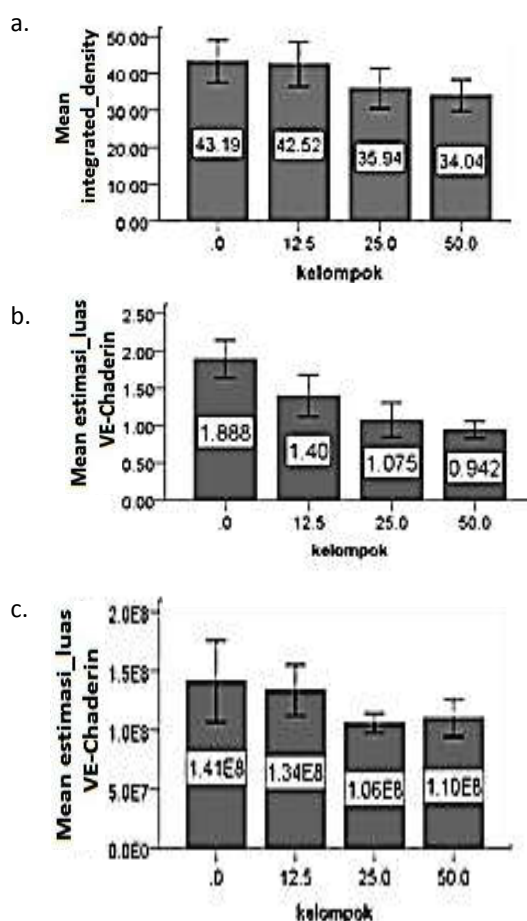 a.
Mean
integrated_density
50.00
40.00
30.00
20.00
10.00
0.00
43.19
42.52
35.94
34.04
.0
12.5
25.0
50.0
kelompok
b.
Mean estimasi_luas
VE-Chaderin
2.50
2.00
1.50
1.00
0.50
0.00
1.888
1.40
1.075
0.942
.0
12.5
25.0
50.0
kelompok
c.
Mean estimasi_luas
VE-Chaderin
2.0E8
1.5E8
1.0E8
5.0E7
0.0E0
1.41E8
1.34E8
1.06E8
1.10E8
.0
12.5
25.0
50.0
kelompok